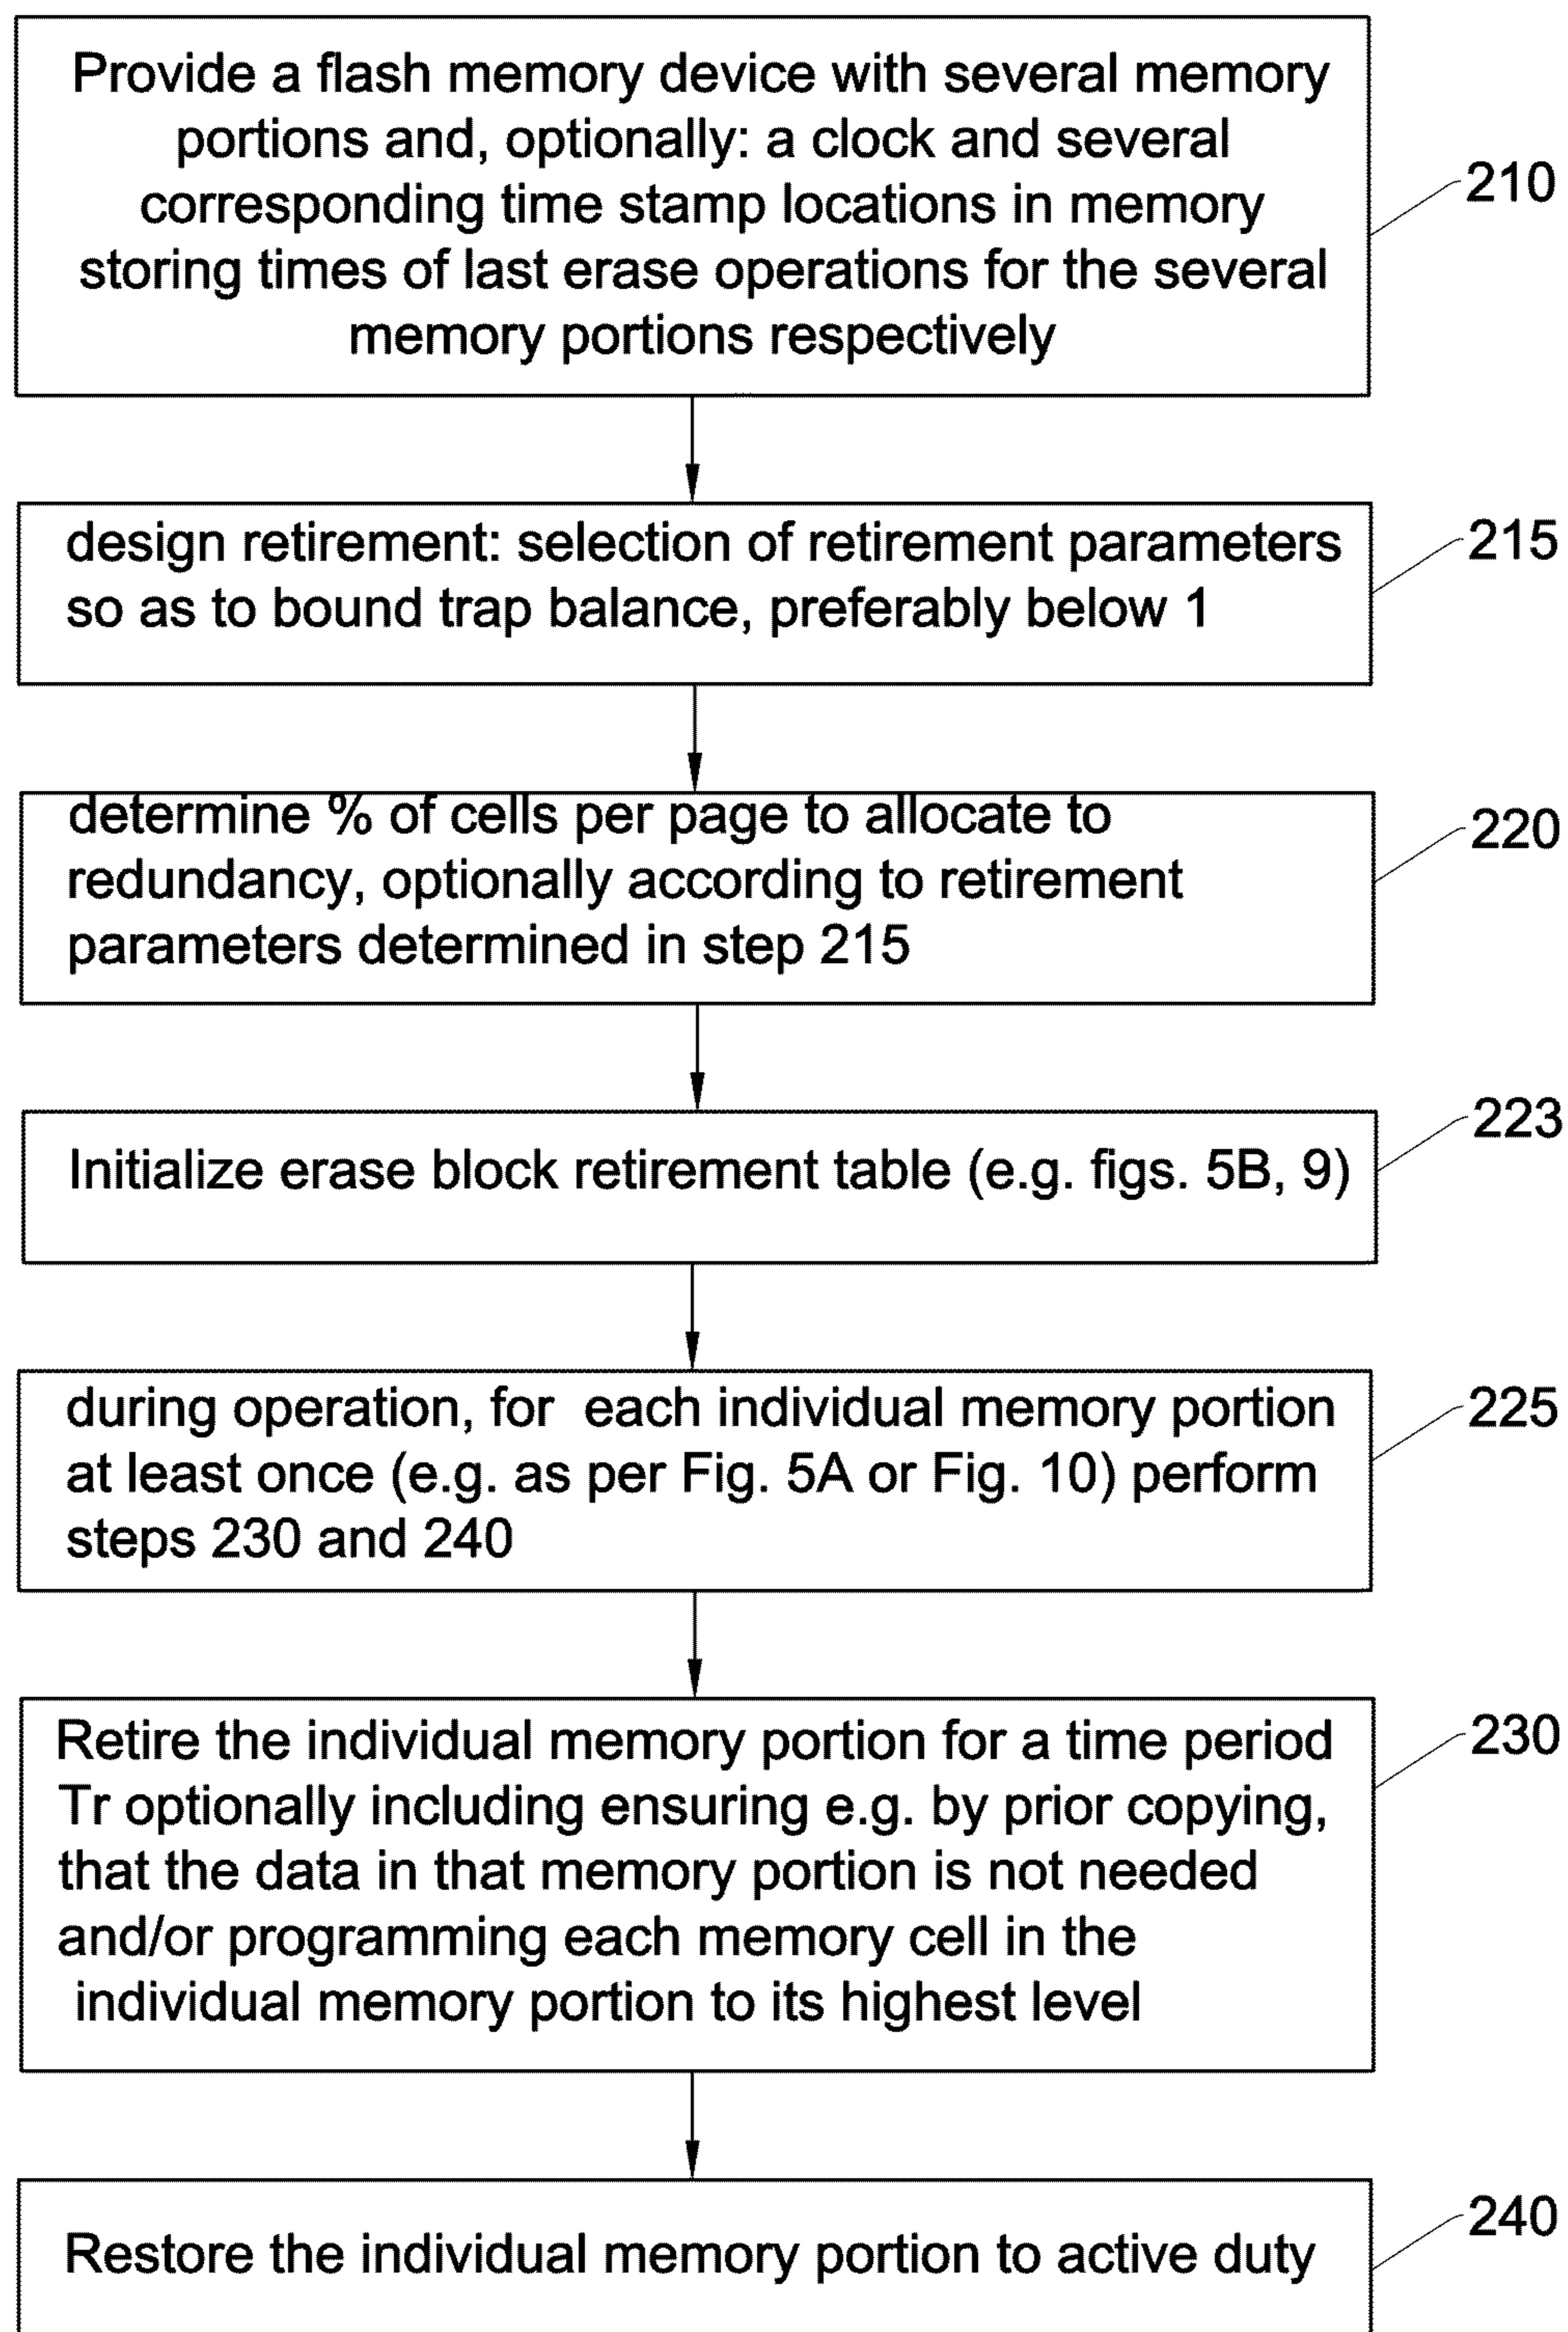 Provide a flash memory device with several memory
portions and, optionally: a clock and several
corresponding time stamp locations in memory
storing times of last erase operations for the several
memory portions respectively
210
design retirement: selection of retirement parameters
so as to bound trap balance, preferably below 1
215
determine % of cells per page to allocate to
redundancy, optionally according to retirement
parameters determined in step 215
220
Initialize erase block retirement table (e.g. figs. 5B, 9)
223
during operation, for each individual memory portion
at least once (e.g. as per Fig. 5A or Fig. 10) perform
steps 230 and 240
225
Retire the individual memory portion for a time period
Tr optionally including ensuring e.g. by prior copying,
that the data in that memory portion is not needed
and/or programming each memory cell in the
individual memory portion to its highest level
230
Restore the individual memory portion to active duty
240